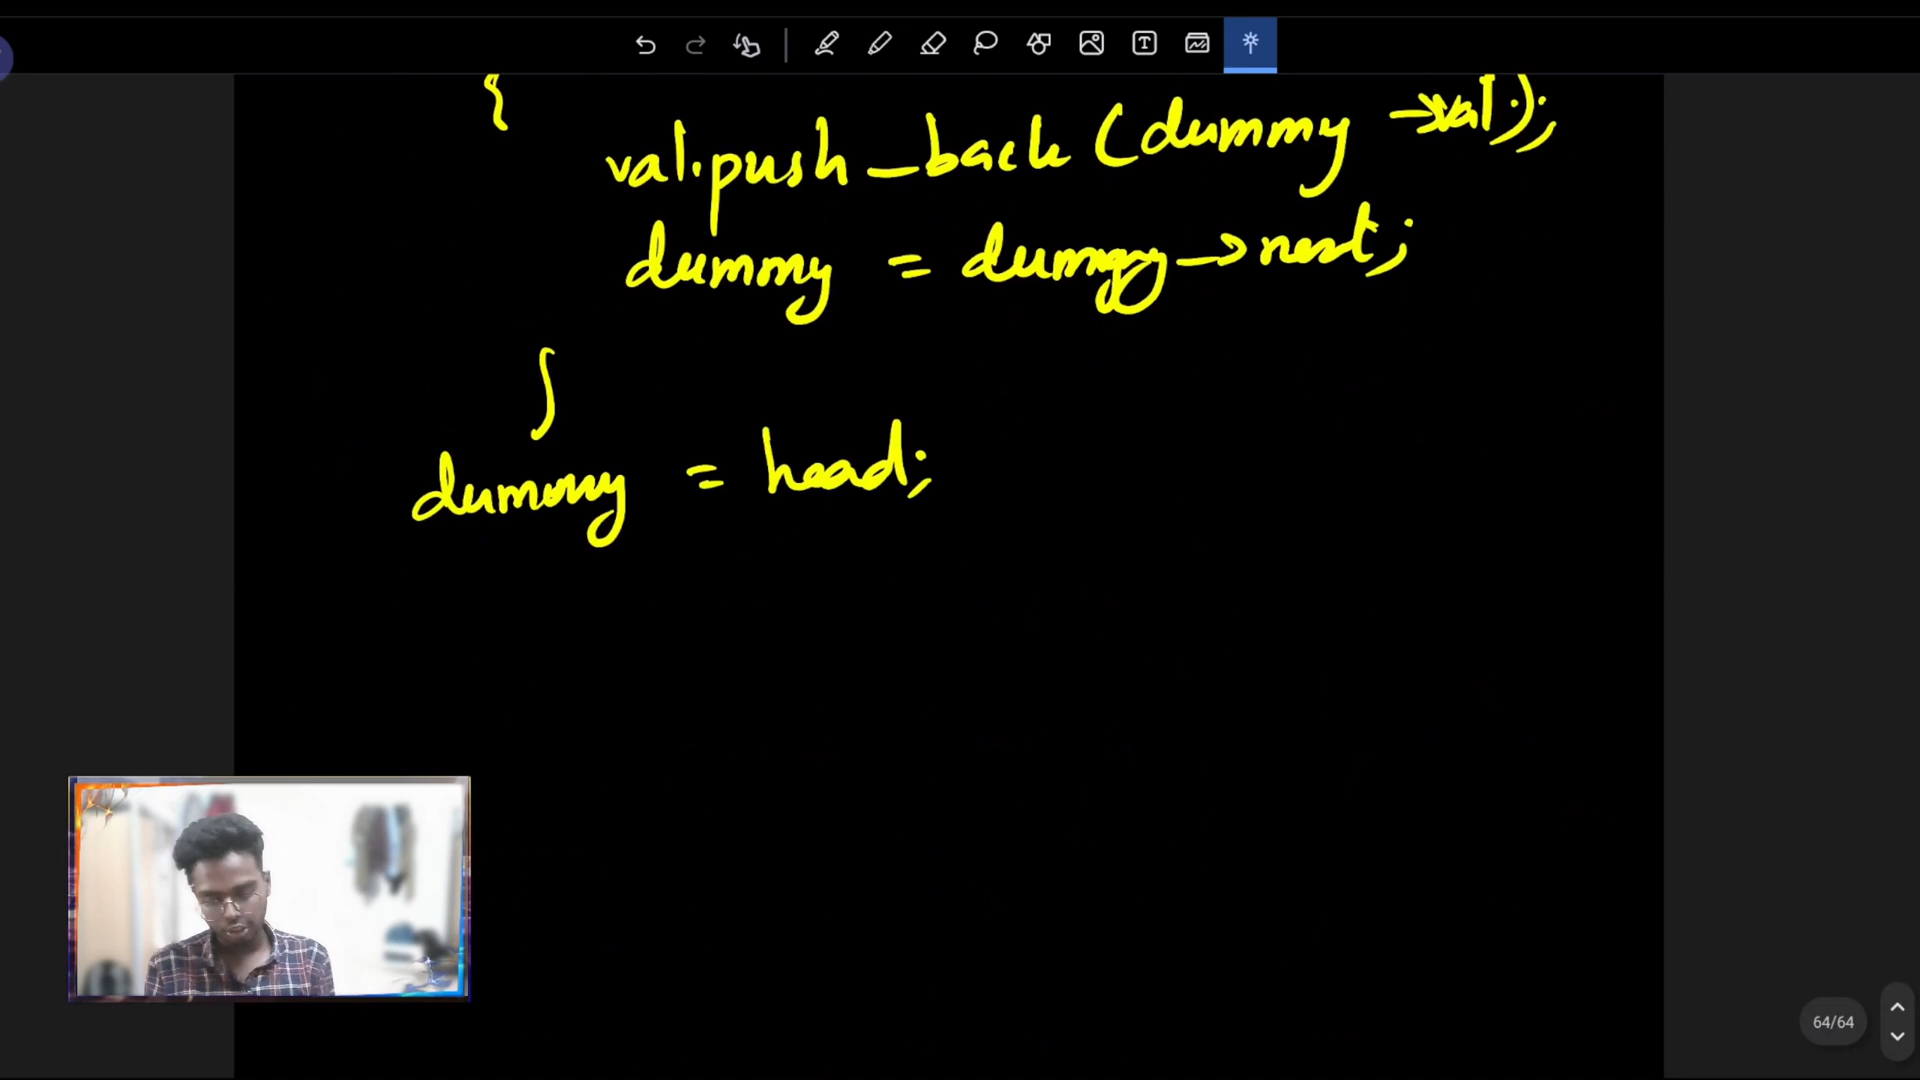 {
val.push_back (dummy →val);
dummy = dummy→next;
}
dummy = head;
64/64